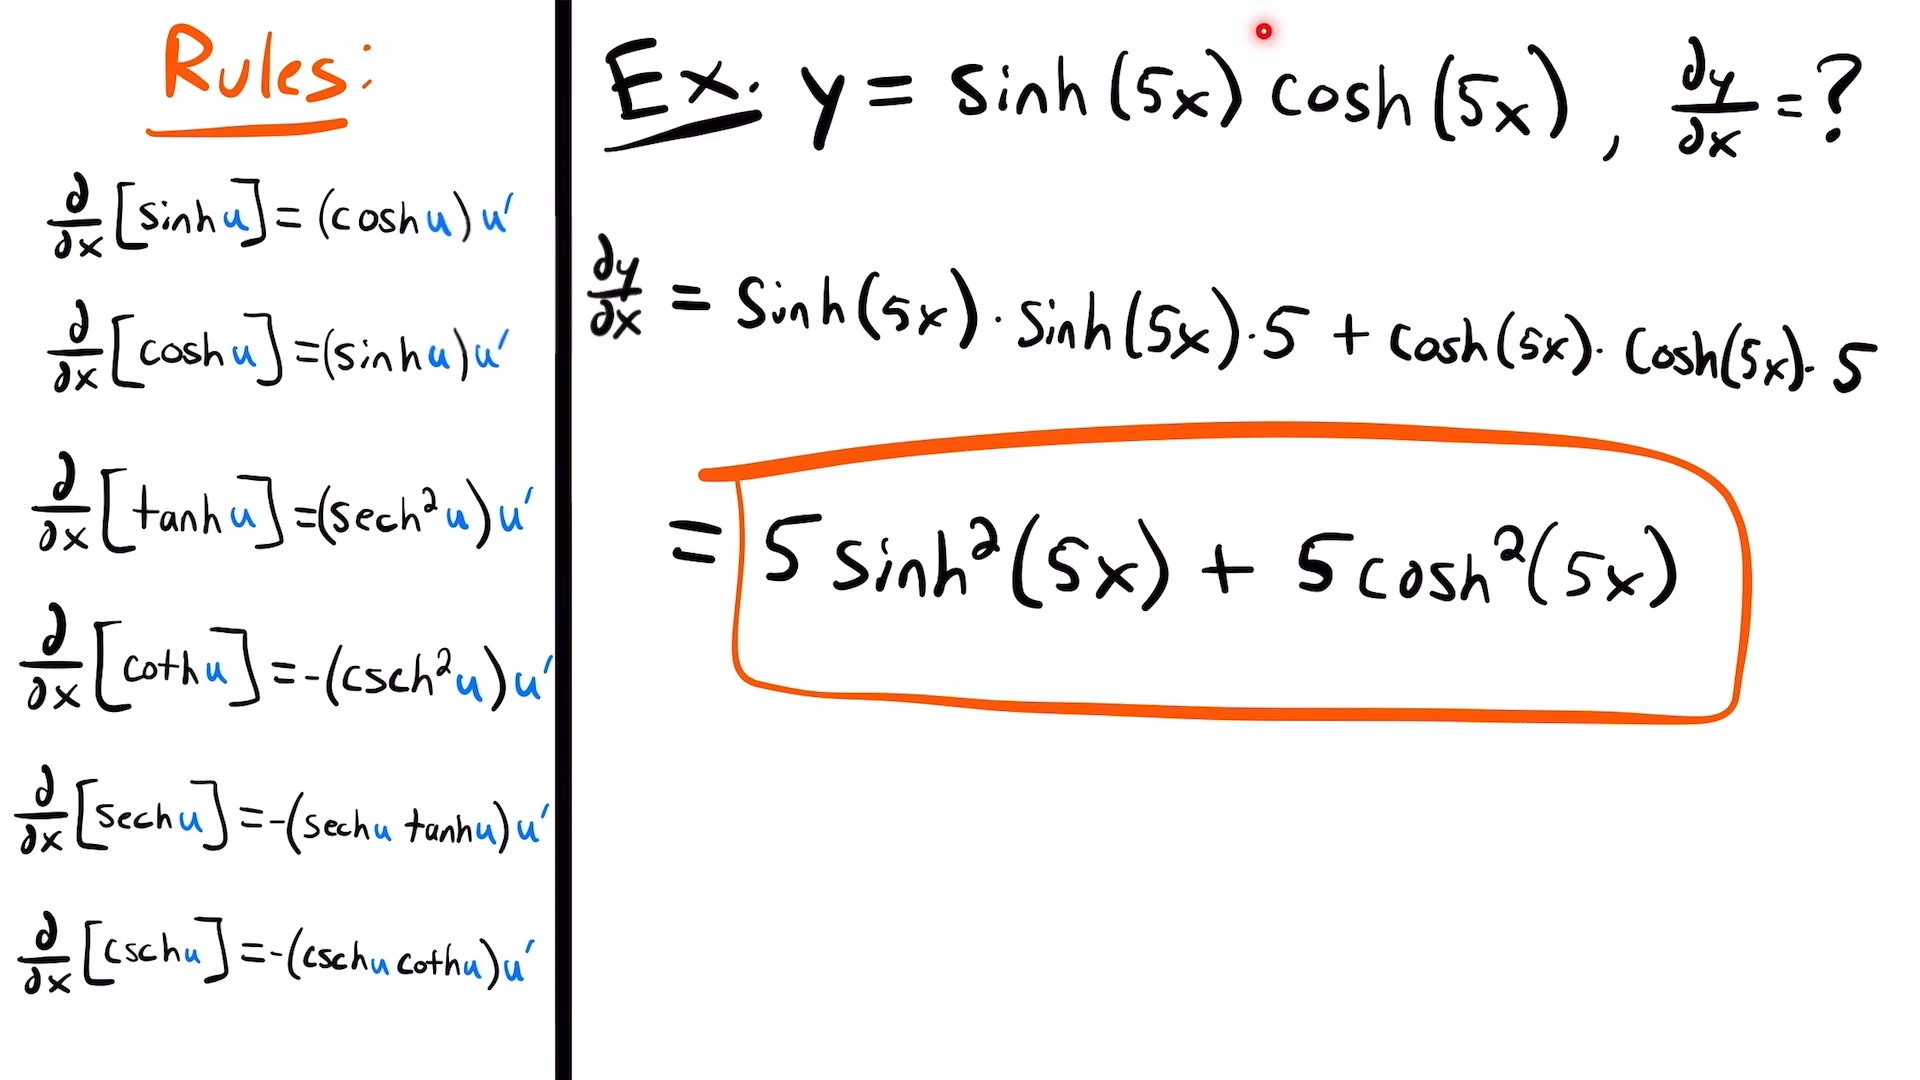 Rules:
∂/∂x [sinh u] = (cosh u) u'
∂/∂x [cosh u] = (sinh u) u'
∂/∂x [tanh u] = (sech² u) u'
∂/∂x [coth u] = -(csch² u) u'
∂/∂x [sech u] = -(sech u tanh u) u'
∂/∂x [csch u] = -(csch u coth u) u'
Ex. y = sinh (5x) cosh (5x) , ∂y/∂x = ?
∂y/∂x = Sinh (5x) · Sinh (5x) · 5 + cosh (5x) · Cosh (5x) · 5
= 5 sinh² (5x) + 5 cosh² (5x)